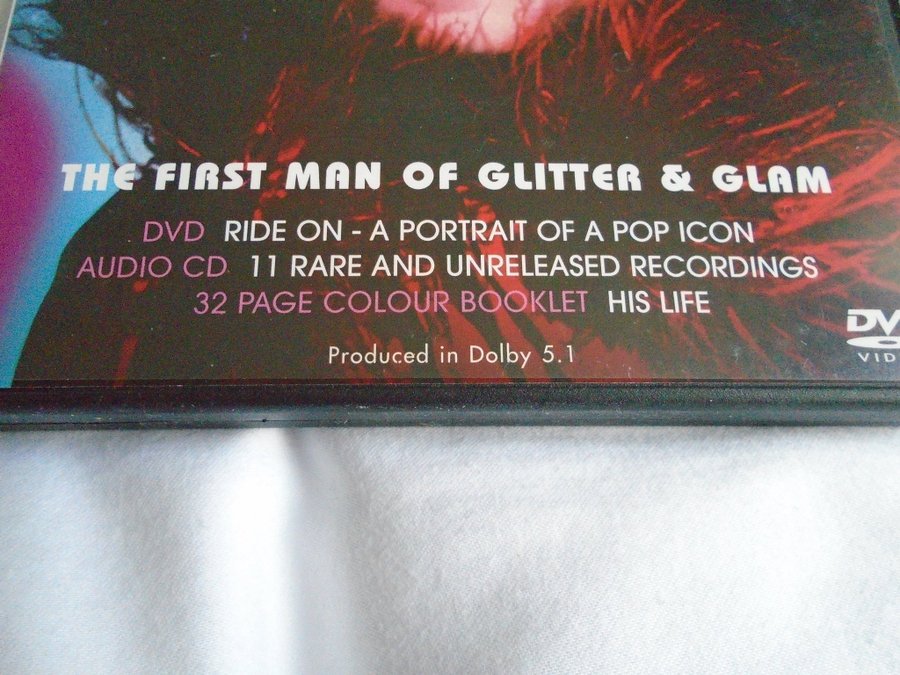 THE FIRST MAN OF GLITTER & GLAM
DVD RIDE ON - A PORTRAIT OF A POP ICON
AUDIO CD 11 RARE AND UNRELEASED RECORDINGS
32 PAGE COLOUR BOOKLET HIS LIFE
Produced in Dolby 5.1